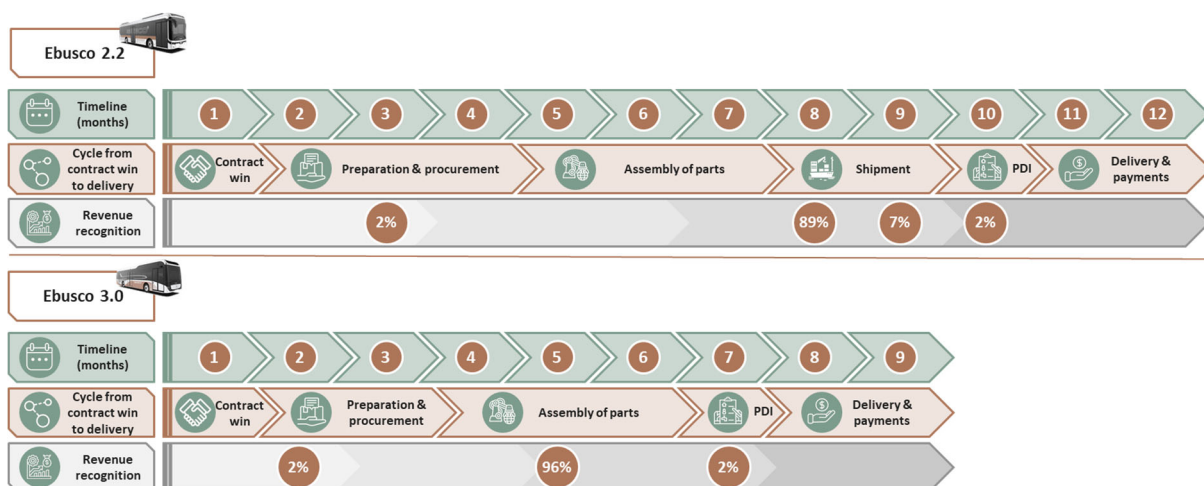 Ebusco 2.2
Timeline
(months)
1 2 3 4 5 6 7 8 9 10 11 12
Cycle from
contract win
to delivery
Contract
win
Preparation & procurement
Assembly of parts
Shipment
PDI
Delivery &
payments
Revenue
recognition
2% 89% 7% 2%
Ebusco 3.0
Timeline
(months)
1 2 3 4 5 6 7 8 9
Cycle from
contract win
to delivery
Contract
win
Preparation &
procurement
Assembly of parts
PDI
Delivery &
payments
Revenue
recognition
2% 96% 2%